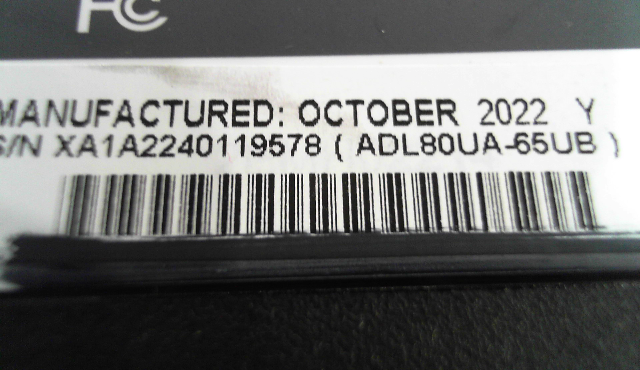 FC
MANUFACTURED: OCTOBER 2022 Y
S/N XA1A2240119578 ( ADL80UA-65UB )